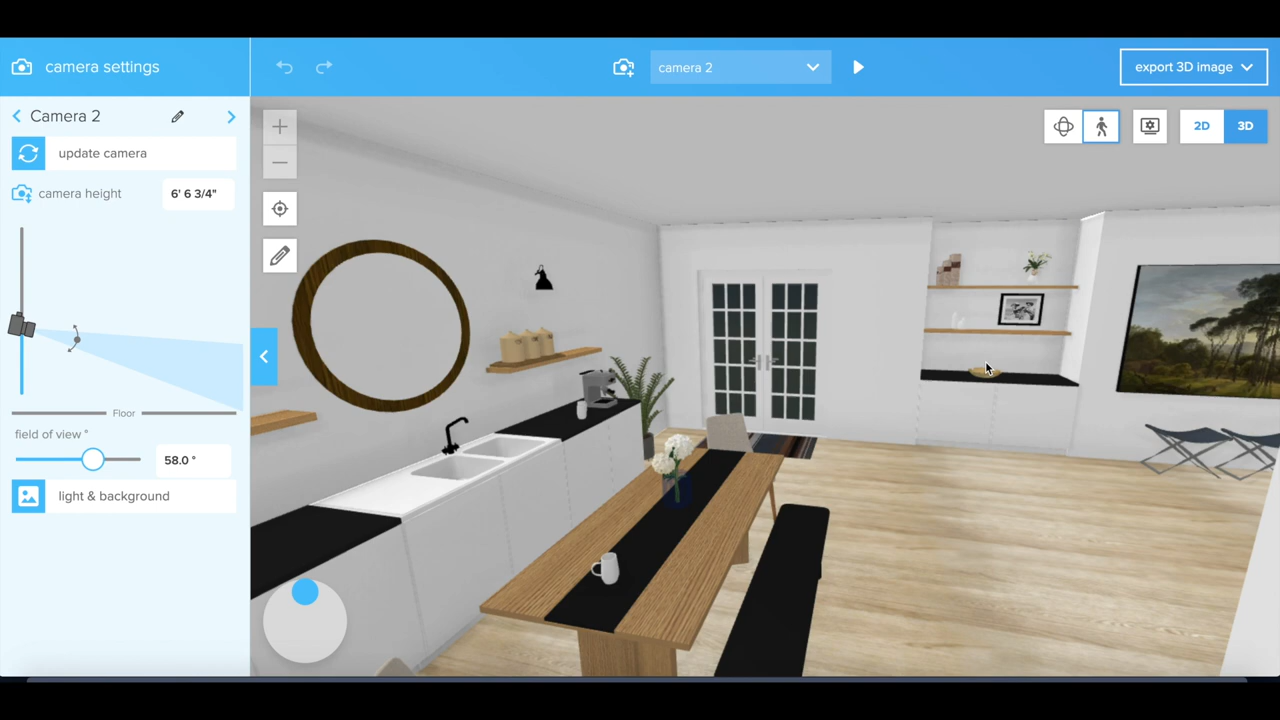 camera settings
camera 2
export 3D image
Camera 2
update camera
camera height
6' 6 3/4"
Floor
field of view °
58.0 °
light & background
2D
3D